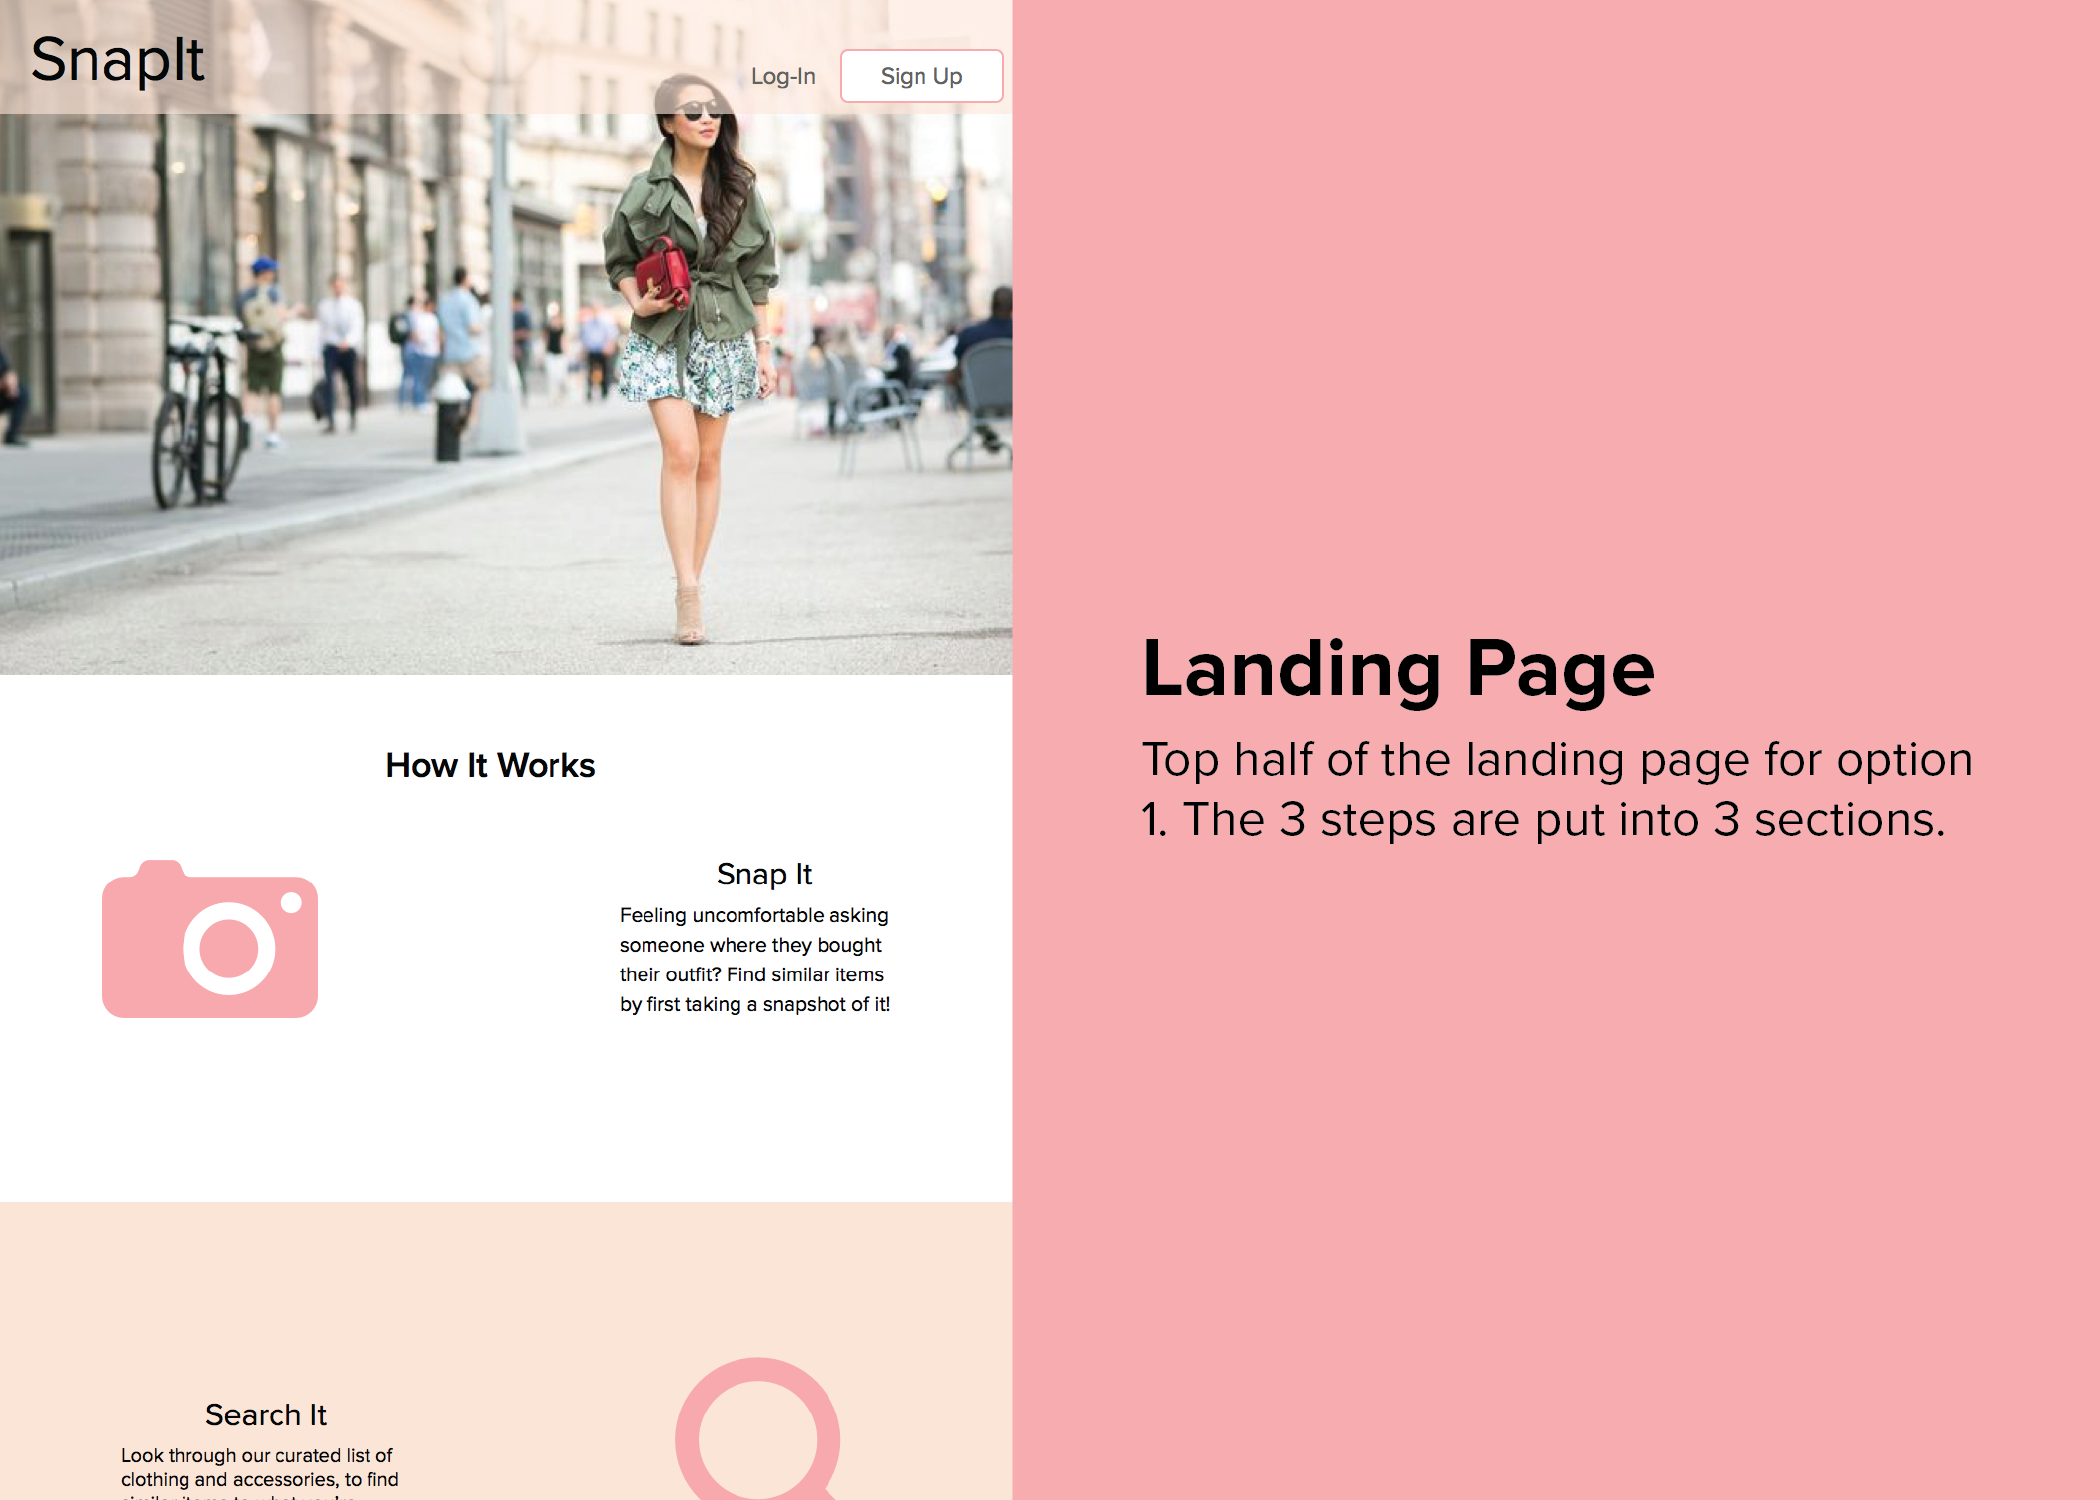 SnapIt
Log-In
Sign Up
How It Works
Snap It
Feeling uncomfortable asking
someone where they bought
their outfit? Find similar items
by first taking a snapshot of it!
Search It
Look through our curated list of
clothing and accessories, to find
Landing Page
Top half of the landing page for option
1. The 3 steps are put into 3 sections.